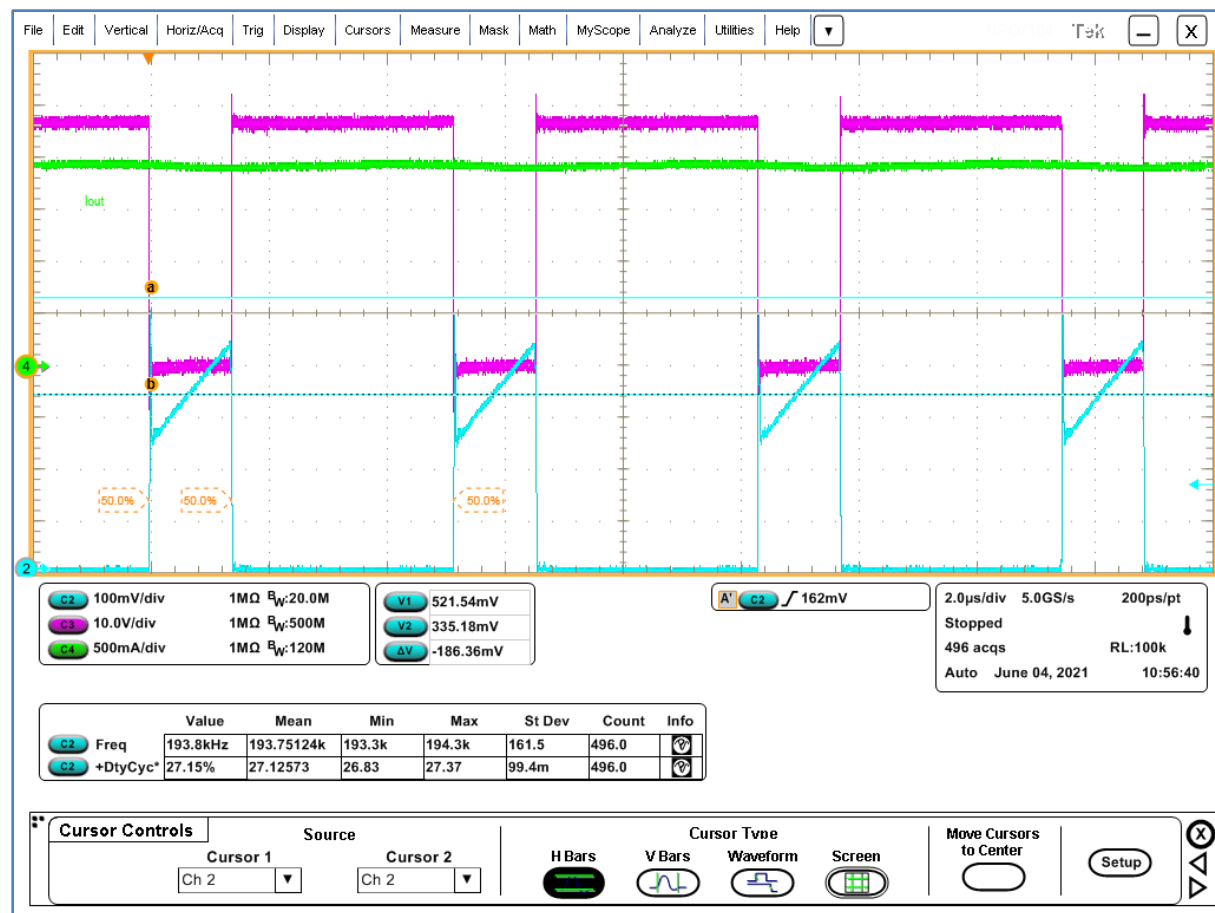 File Edit Vertical Horiz/Acq Trig Display Cursors Measure Mask Math MyScope Analyze Utilities Help Tek X
Iout
a
4
b
50.0% 50.0% 50.0%
2
C2 100mV/div 1MΩ BW:20.0M
C3 10.0V/div 1MΩ BW:500M
C4 500mA/div 1MΩ BW:120M
V1 521.54mV
V2 335.18mV
ΔV -186.36mV
A' C2 162mV
2.0µs/div 5.0GS/s 200ps/pt
Stopped
496 acqs RL:100k
Auto June 04, 2021 10:56:40
Value Mean Min Max St Dev Count Info
C2 Freq 193.8kHz 193.75124k 193.3k 194.3k 161.5 496.0
C2 +DtyCyc* 27.15% 27.12573 26.83 27.37 99.4m 496.0
Cursor Controls
Source
Cursor 1 Cursor 2
Ch 2 Ch 2
Cursor Type
H Bars V Bars Waveform Screen
Move Cursors
to Center
Setup
X